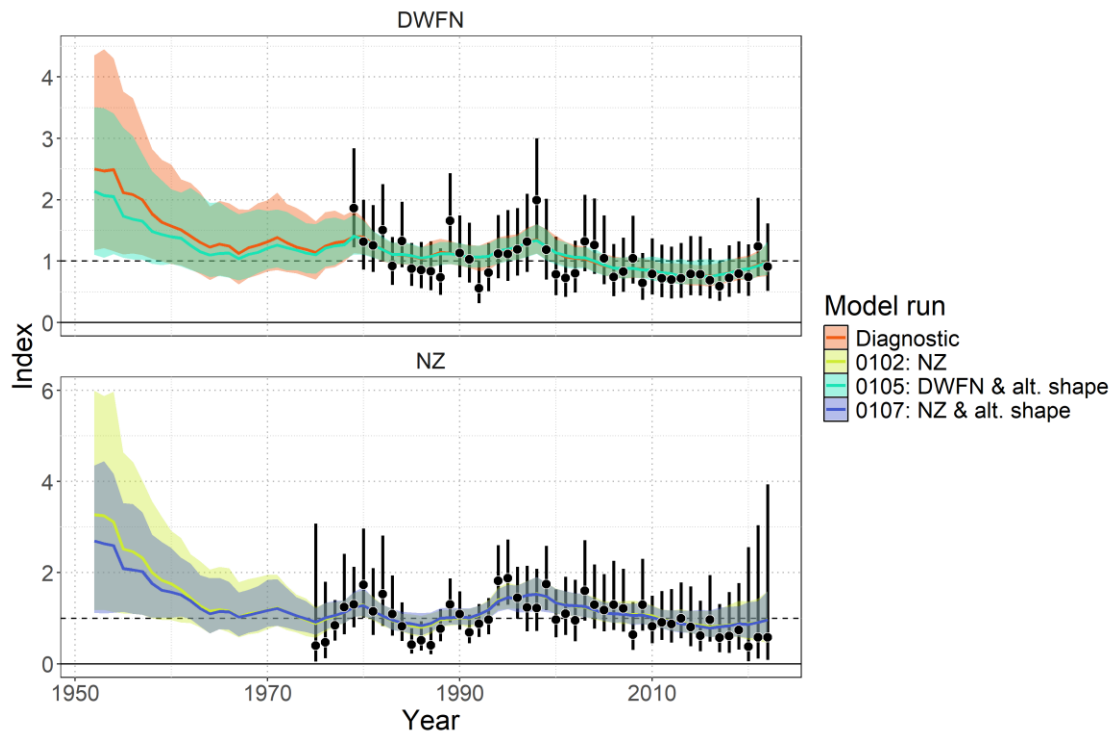 DWFN
4
3
2
1
0
NZ
6
4
2
0
1950
1970
1990
2010
Year
Index
Model run
Diagnostic
0102: NZ
0105: DWFN & alt. shape
0107: NZ & alt. shape